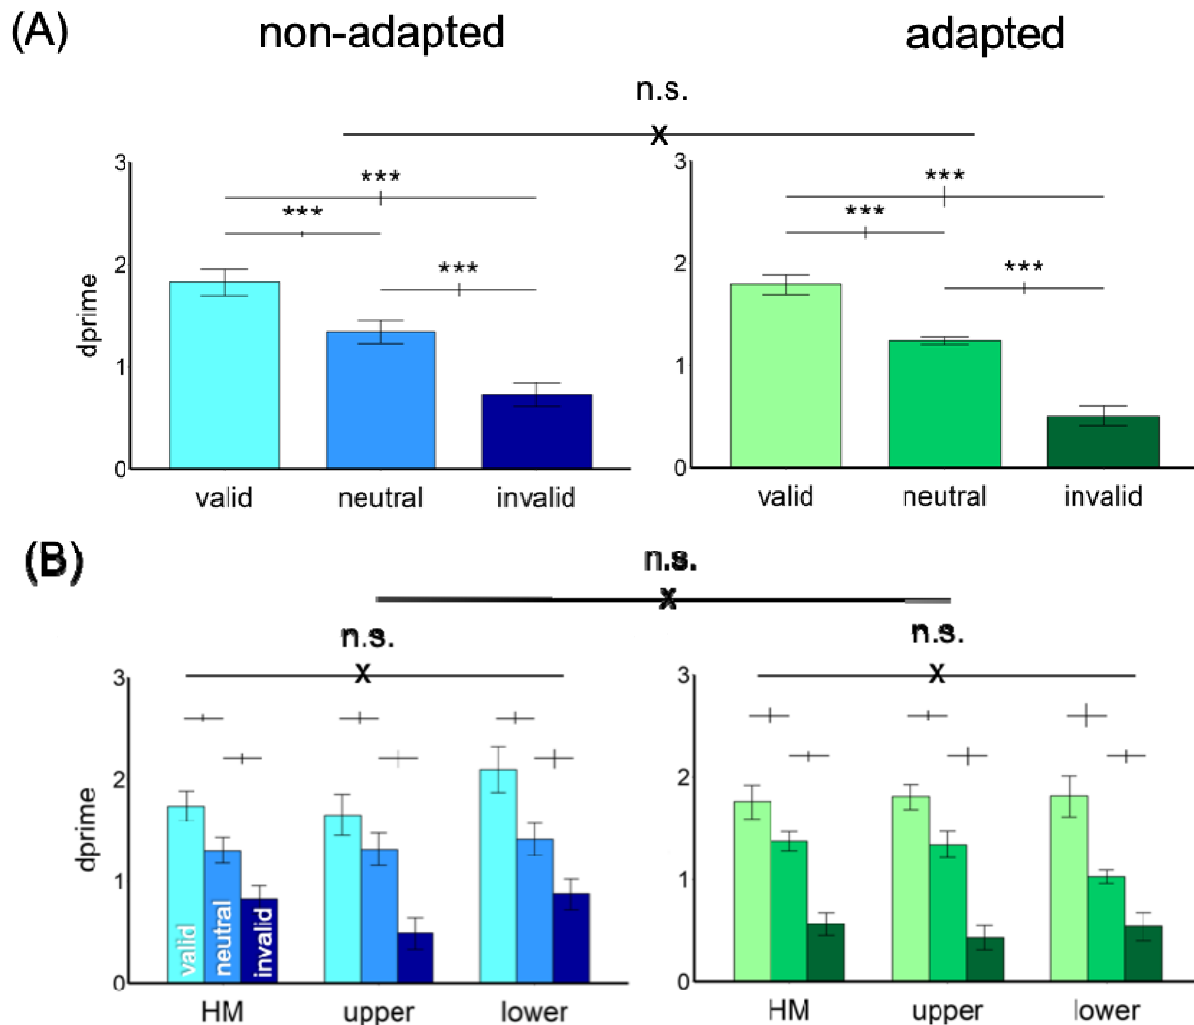 (A) non-adapted adapted
n.s.
x
3 3
*** ***
*** ***
*** ***
2 2
dprime
1 1
0 0
valid neutral invalid valid neutral invalid
(B) n.s.
x
n.s. n.s.
x x
3 3
2 2
dprime
1 1
valid neutral invalid
0 0
HM upper lower HM upper lower